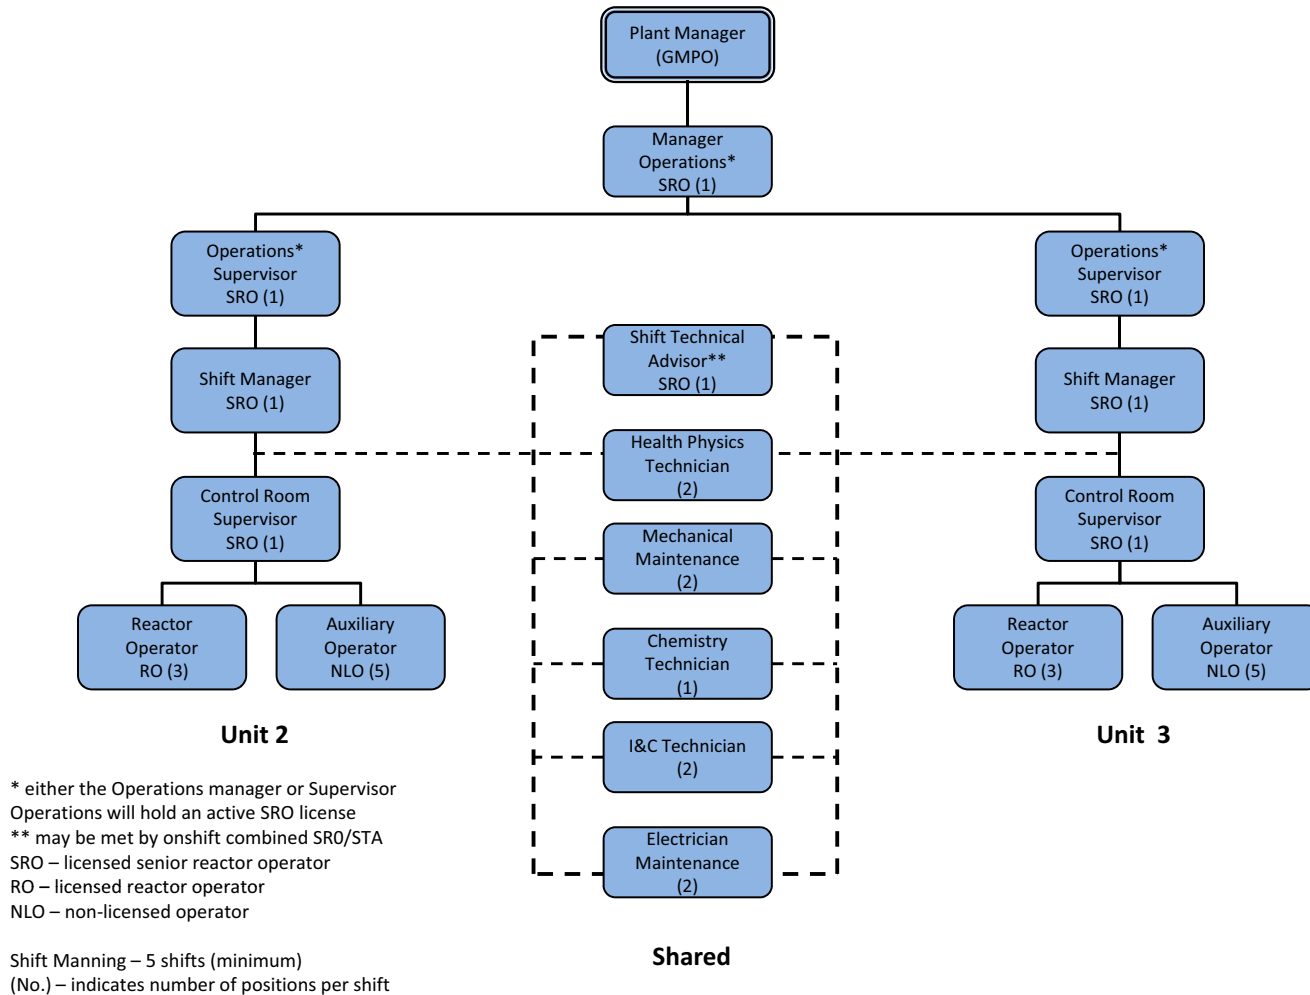 Plant Manager
(GMPO)
Manager
Operations*
SRO (1)
Operations*
Supervisor
SRO (1)
Shift Manager
SRO (1)
Control Room
Supervisor
SRO (1)
Reactor
Operator
RO (3)
Auxiliary
Operator
NLO (5)
Unit 2
Shift Technical
Advisor**
SRO (1)
Health Physics
Technician
(2)
Mechanical
Maintenance
(2)
Chemistry
Technician
(1)
I&C Technician
(2)
Electrician
Maintenance
(2)
Shared
Operations*
Supervisor
SRO (1)
Shift Manager
SRO (1)
Control Room
Supervisor
SRO (1)
Reactor
Operator
RO (3)
Auxiliary
Operator
NLO (5)
Unit 3
* either the Operations manager or Supervisor
Operations will hold an active SRO license
** may be met by onshift combined SR0/STA
SRO – licensed senior reactor operator
RO – licensed reactor operator
NLO – non-licensed operator
Shift Manning – 5 shifts (minimum)
(No.) – indicates number of positions per shift